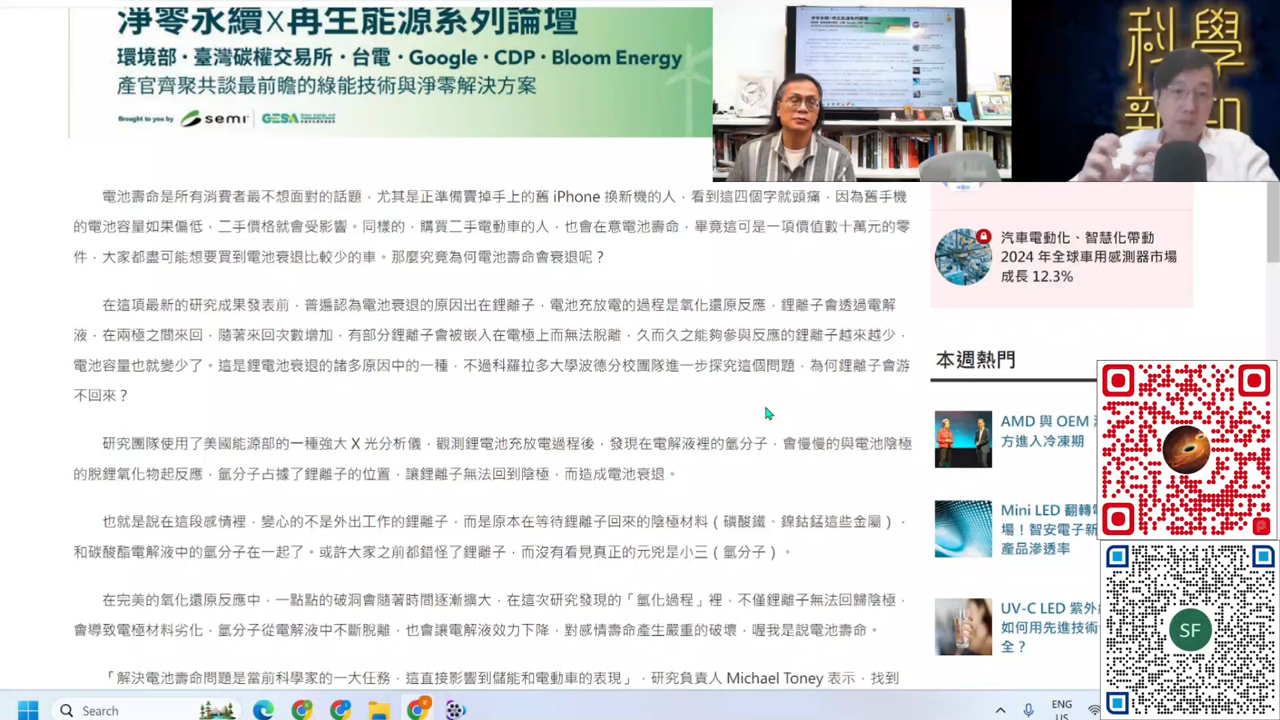 淨零永續X再生能源系列論壇
環境部・臺灣碳權交易所・台電・Google・CDP・Bloom Energy
產官齊聚共談最前瞻的綠能技術與淨零解決方案
Brought to you by semi GESA
科學
電池壽命是所有消費者最不想面對的話題，尤其是正準備賣掉手上的舊 iPhone 換新機的人，看到這四個字就頭痛，因為舊手機
的電池容量如果偏低，二手價格就會受影響。同樣的，購買二手電動車的人，也會在意電池壽命，畢竟這可是一項價值數十萬元的零
件，大家都盡可能想要買到電池衰退比較少的車。那麼究竟為何電池壽命會衰退呢？
在這項最新的研究成果發表前，普遍認為電池衰退的原因出在鋰離子，電池充放電的過程是氧化還原反應，鋰離子會透過電解
液，在兩極之間來回，隨著來回次數增加，有部分鋰離子會被嵌入在電極上而無法脫離，久而久之能夠參與反應的鋰離子越來越少，
電池容量也就變少了。這是鋰電池衰退的諸多原因中的一種，不過科羅拉多大學波德分校團隊進一步探究這個問題，為何鋰離子會游
不回來？
研究團隊使用了美國能源部的一種強大 X 光分析儀，觀測鋰電池的充放電過程後，發現在電解液裡的氫分子，會慢慢的與電池陰極
的脫鋰氧化物起反應，氫分子占據了鋰離子的位置，讓鋰離子無法回歸陰極，而造成電池衰退。
也就是說在這段感情裡，變心的不是外出工作的鋰離子，
不在等待鋰離子回來的陰極材料（磷酸鐵、鎳鈷錳這些金屬），
和碳酸酯電解液中的氫分子在一起了。或許大家之前都錯怪了鋰離子，而沒有看見真正的元兇是小三（氫分子）。
在完美的氧化還原反應中，一點點的破洞會隨著時間逐漸擴大，在這次研究發現的「氫化過程」裡，不僅鋰離子無法回歸陰極，
會導致電極材料劣化，氫分子從電解液中不斷脫離，也會讓電解液效力下降，對感情壽命產生嚴重的破壞，喔我是說電池壽命。
「解決電池壽命問題是當前科學家的一大任務，這直接影響到儲能和電動車的表現」，研究負責人 Michael Toney 表示，找到
汽車電動化、智慧化帶動
2024 年全球車用感測器市場
成長 12.3%
本週熱門
AMD 與 OEM
方進入冷凍期
Mini LED 翻轉
場！智安電子新
產品滲透率
UV-C LED 紫外
如何用先進技術
全？
SF
Search
ENG
US